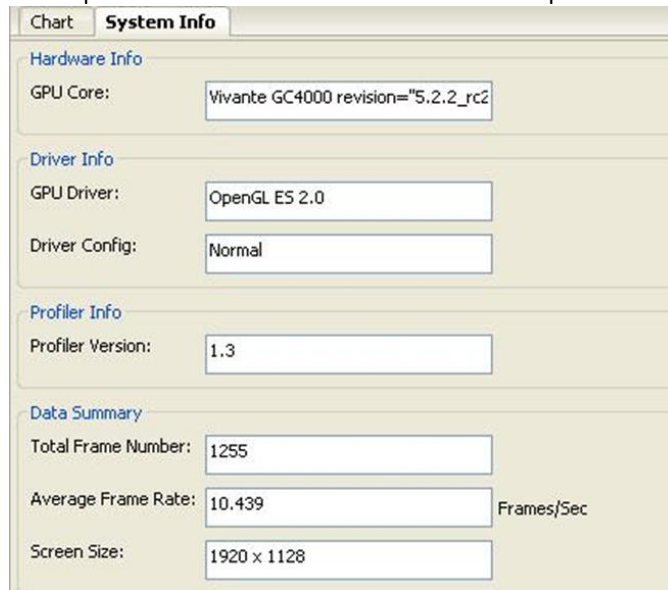 Chart System Info
Hardware Info
GPU Core: Vivante GC4000 revision="5.2.2_rc2
Driver Info
GPU Driver: OpenGL ES 2.0
Driver Config: Normal
Profiler Info
Profiler Version: 1.3
Data Summary
Total Frame Number: 1255
Average Frame Rate: 10.439 Frames/Sec
Screen Size: 1920 x 1128